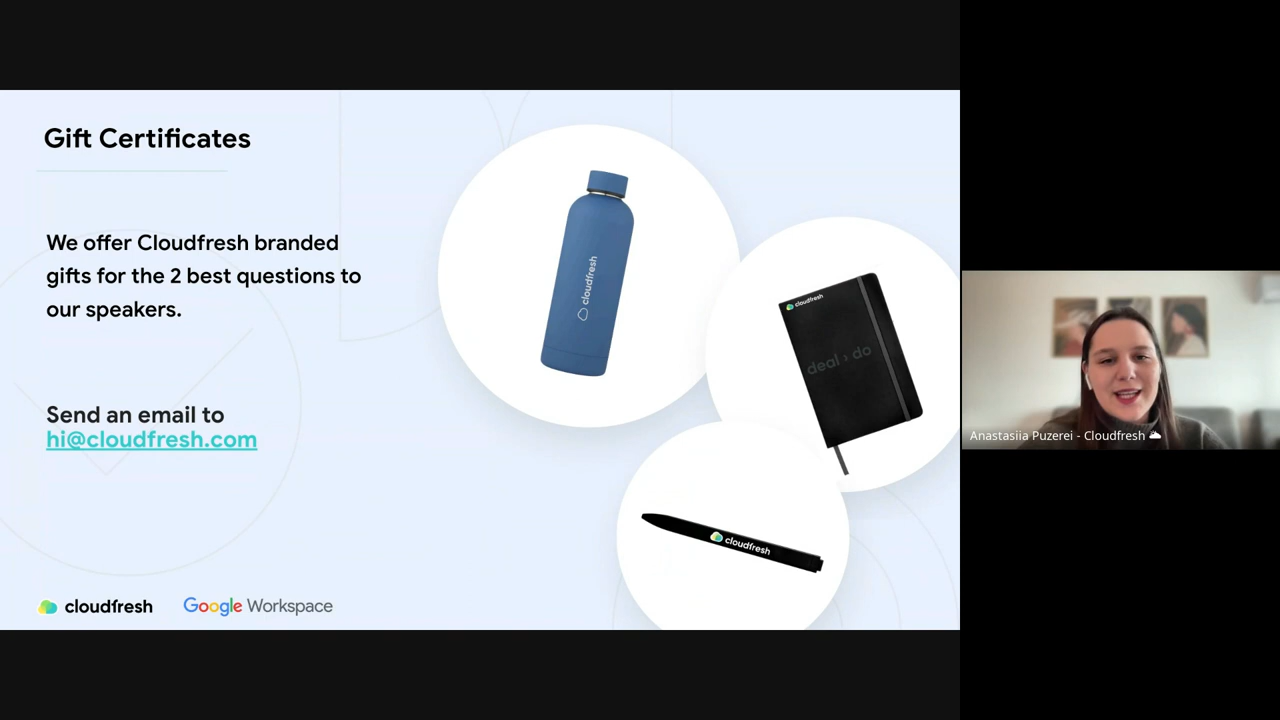 Gift Certificates
We offer Cloudfresh branded
gifts for the 2 best questions to
our speakers.
Send an email to
hi@cloudfresh.com
cloudfresh
cloudfresh
deal › do
cloudfresh
cloudfresh
Google Workspace
Anastasiia Puzerei - Cloudfresh 🌥️